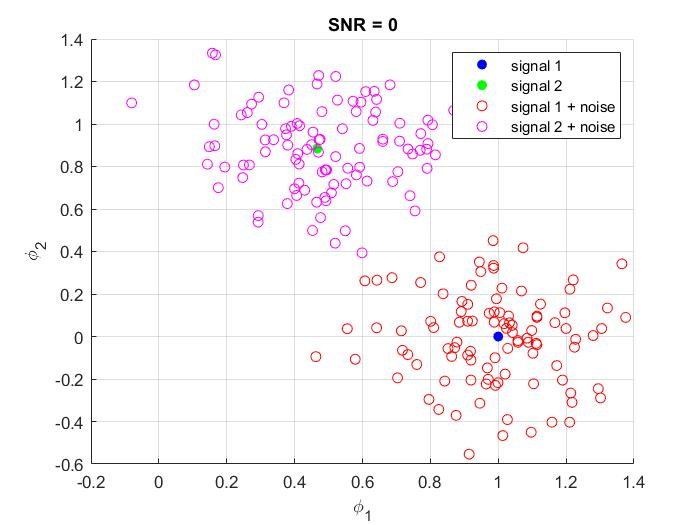 SNR = 0
1.4
1.2
1
0.8
0.6
0.4
0.2
0
-0.2
-0.4
-0.6
ϕ2
signal 1
signal 2
signal 1 + noise
signal 2 + noise
-0.2 0 0.2 0.4 0.6 0.8 1 1.2 1.4
ϕ1